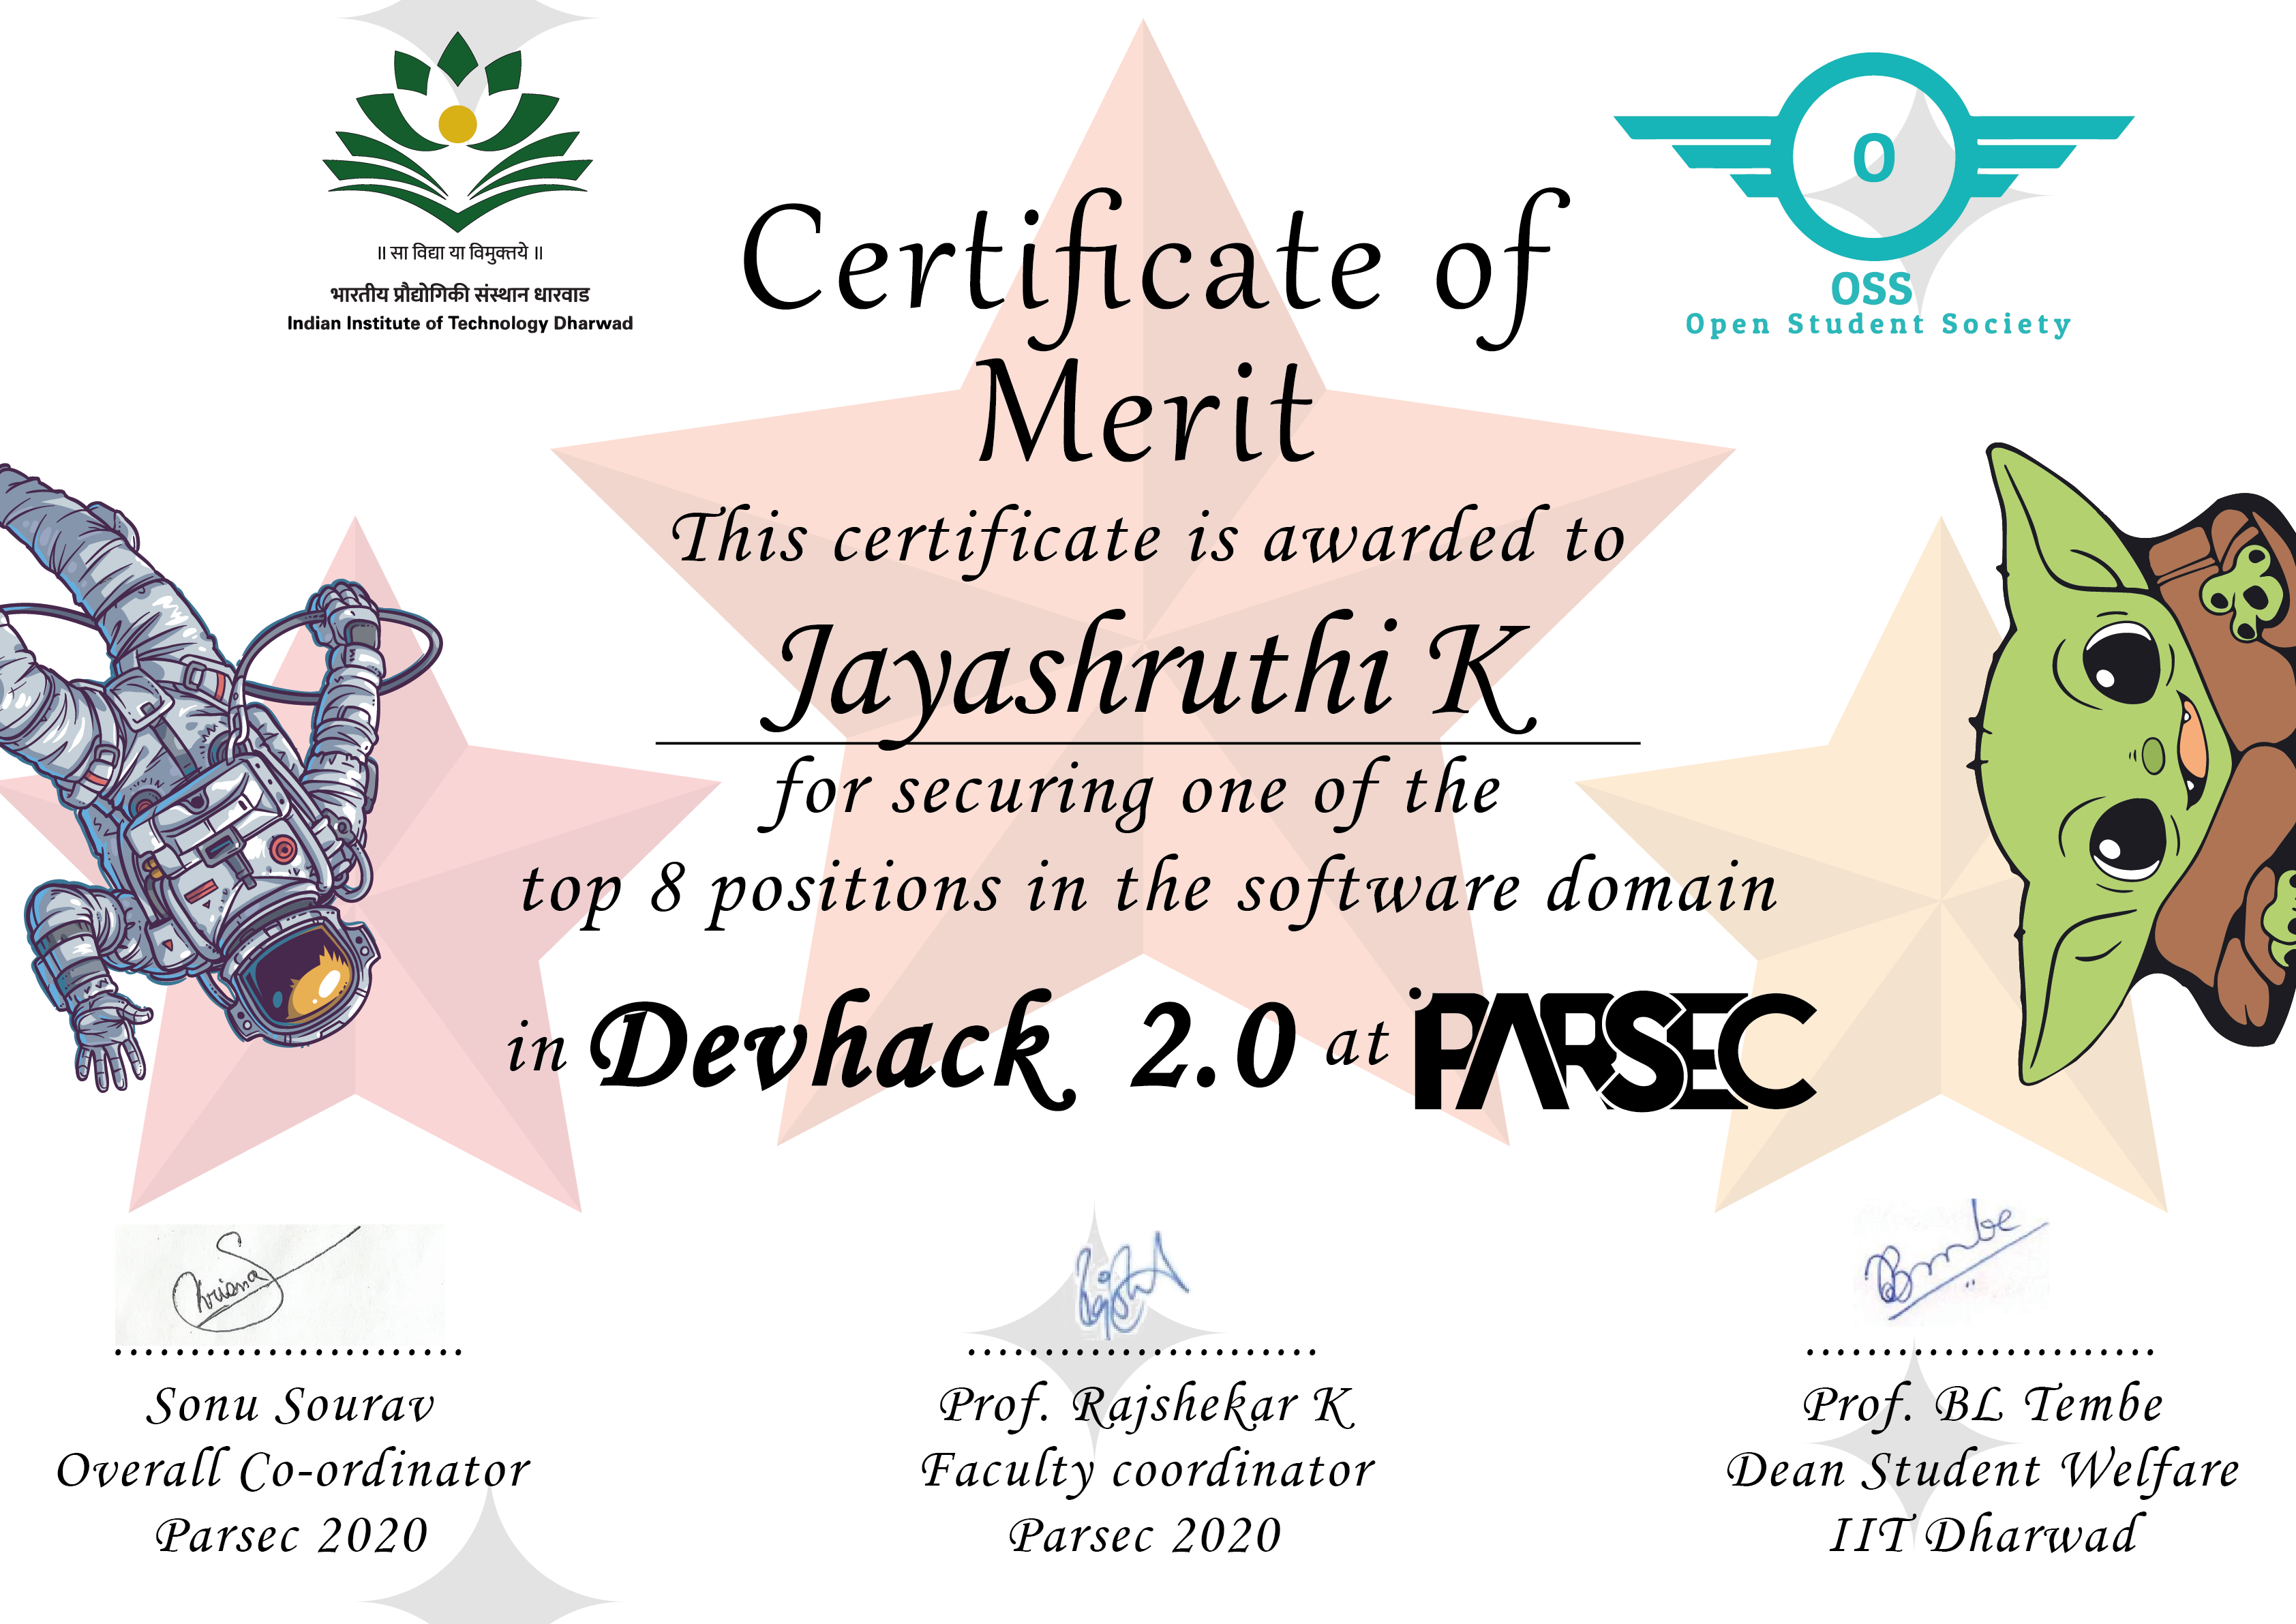 ॥ सा विद्या या विमुक्तये ॥
भारतीय प्रौद्योगिकी संस्थान धारवाड
Indian Institute of Technology Dharwad
O
OSS
Open Student Society
Certificate of
Merit
This certificate is awarded to
Jayashruthi K
for securing one of the
top 8 positions in the software domain
in Devhack 2.0 at PARSEC
Sonu Sourav
Overall Co-ordinator
Parsec 2020
Prof. Rajshekar K
Faculty coordinator
Parsec 2020
Prof. BL Tembe
Dean Student Welfare
IIT Dharwad